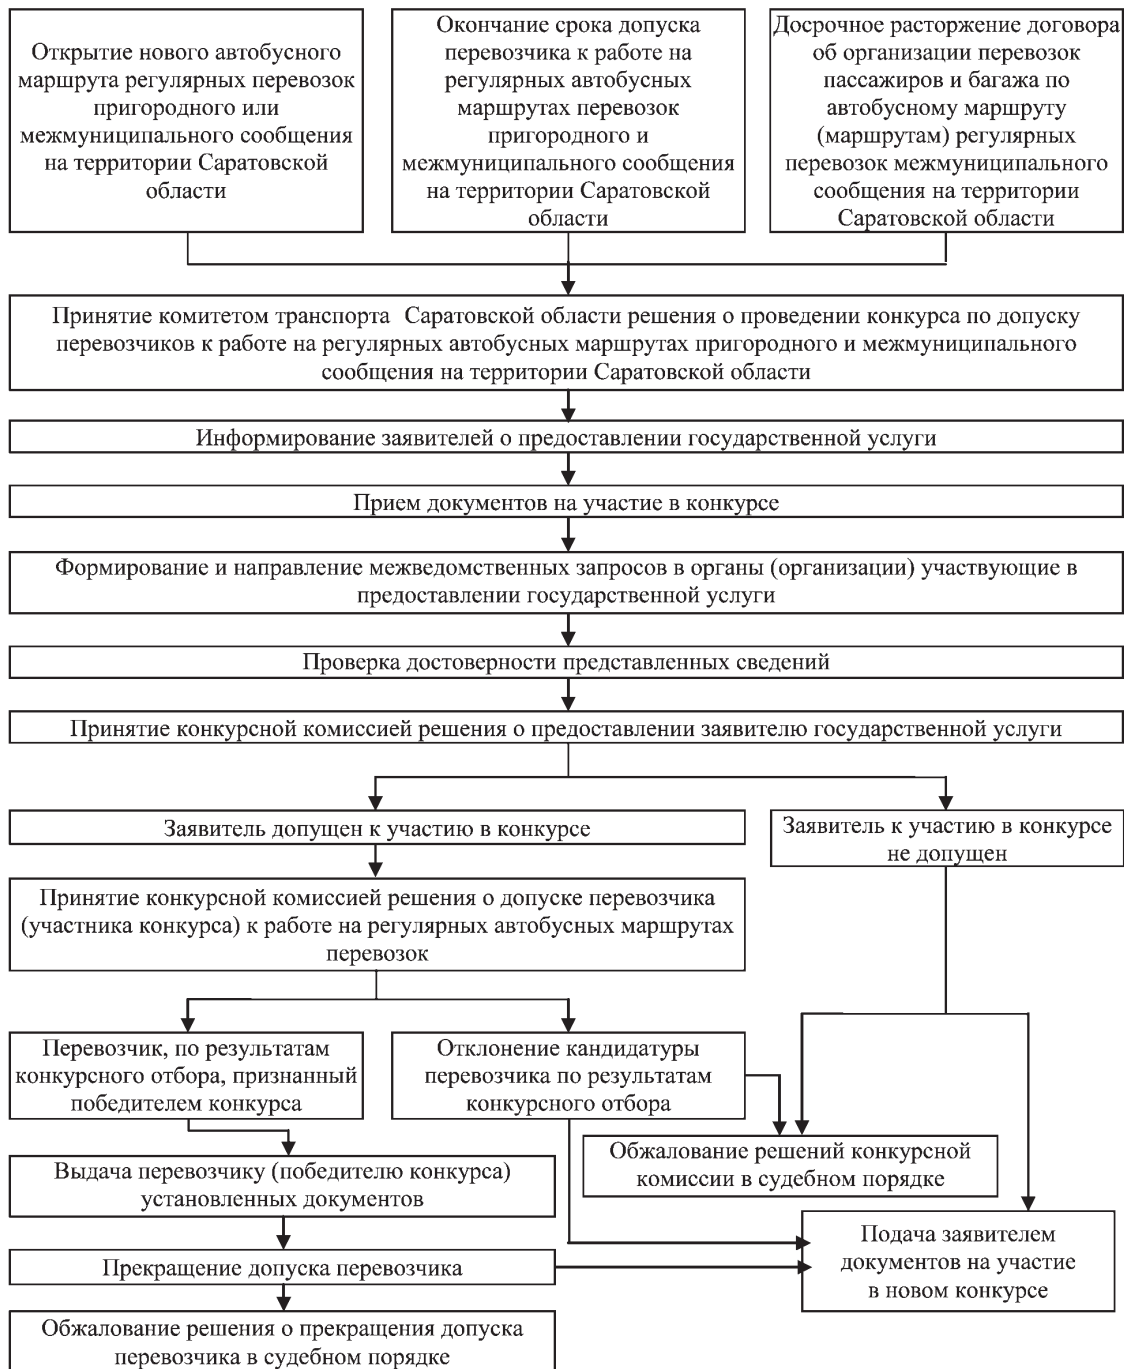 Открытие нового автобусного
маршрута регулярных перевозок
пригородного или
межмуниципального сообщения
на территории Саратовской
области
Окончание срока допуска
перевозчика к работе на
регулярных автобусных
маршрутах перевозок
пригородного и
межмуниципального сообщения
на территории Саратовской
области
Досрочное расторжение договора
об организации перевозок
пассажиров и багажа по
автобусному маршруту
(маршрутам) регулярных
перевозок межмуниципального
сообщения на территории
Саратовской области
Принятие комитетом транспорта Саратовской области решения о проведении конкурса по допуску
перевозчиков к работе на регулярных автобусных маршрутах пригородного и межмуниципального
сообщения на территории Саратовской области
Информирование заявителей о предоставлении государственной услуги
Прием документов на участие в конкурсе
Формирование и направление межведомственных запросов в органы (организации) участвующие в
предоставлении государственной услуги
Проверка достоверности представленных сведений
Принятие конкурсной комиссией решения о предоставлении заявителю государственной услуги
Заявитель допущен к участию в конкурсе
Заявитель к участию в конкурсе
не допущен
Принятие конкурсной комиссией решения о допуске перевозчика
(участника конкурса) к работе на регулярных автобусных маршрутах
перевозок
Перевозчик, по результатам
конкурсного отбора, признанный
победителем конкурса
Отклонение кандидатуры
перевозчика по результатам
конкурсного отбора
Обжалование решений конкурсной
комиссии в судебном порядке
Выдача перевозчику (победителю конкурса)
установленных документов
Подача заявителем
документов на участие
в новом конкурсе
Прекращение допуска перевозчика
Обжалование решения о прекращения допуска
перевозчика в судебном порядке